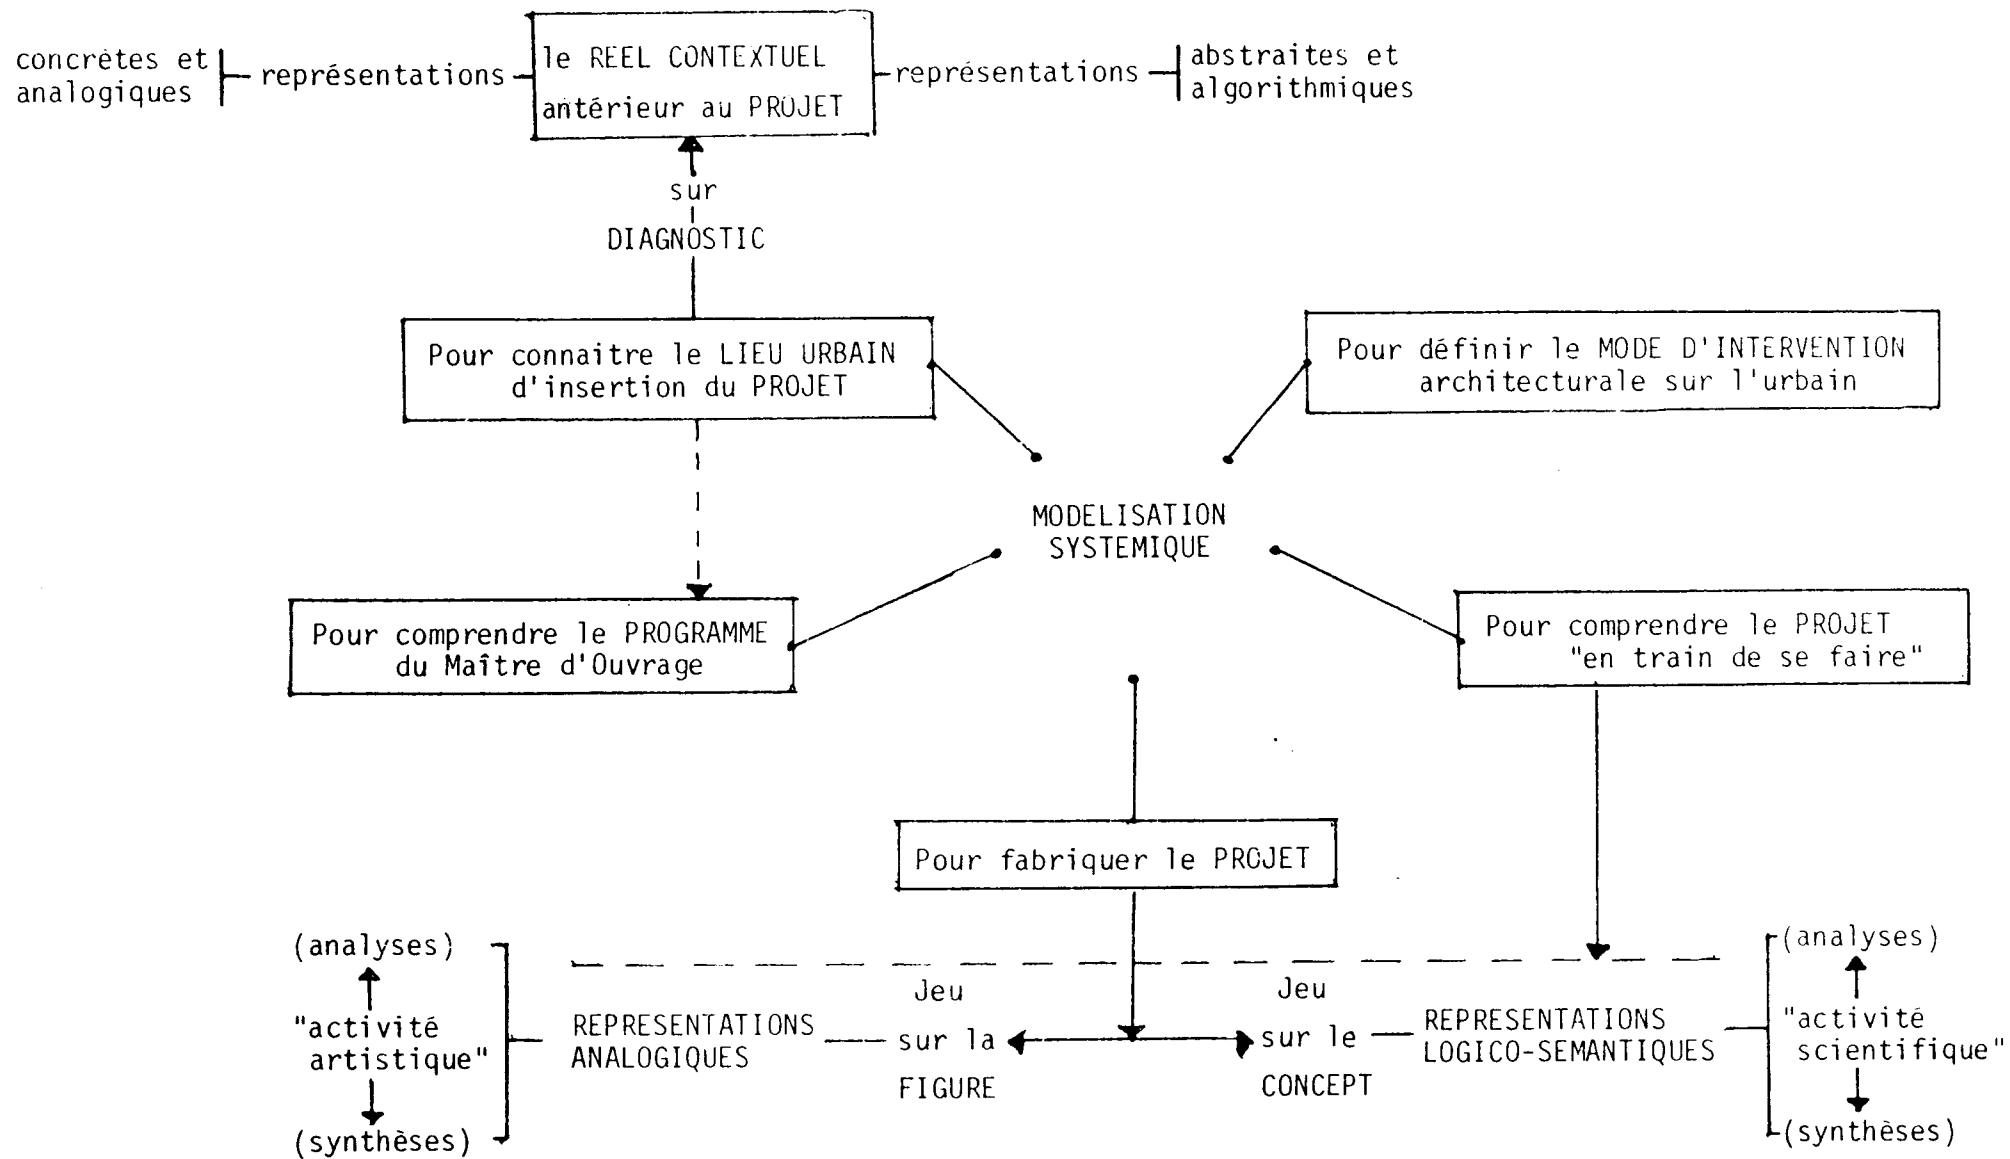 concrètes et
analogiques
représentations
le REEL CONTEXTUEL
antérieur au PROJET
représentations
abstraites et
algorithmiques
sur
DIAGNOSTIC
Pour connaitre le LIEU URBAIN
d'insertion du PROJET
Pour définir le MODE D'INTERVENTION
architecturale sur l'urbain
MODELISATION
SYSTEMIQUE
Pour comprendre le PROGRAMME
du Maître d'Ouvrage
Pour comprendre le PROJET
"en train de se faire"
Pour fabriquer le PROJET
(analyses)
"activité
artistique"
(synthèses)
REPRESENTATIONS
ANALOGIQUES
Jeu
sur la
FIGURE
Jeu
sur le
CONCEPT
REPRESENTATIONS
LOGICO-SEMANTIQUES
(analyses)
"activité
scientifique"
(synthèses)